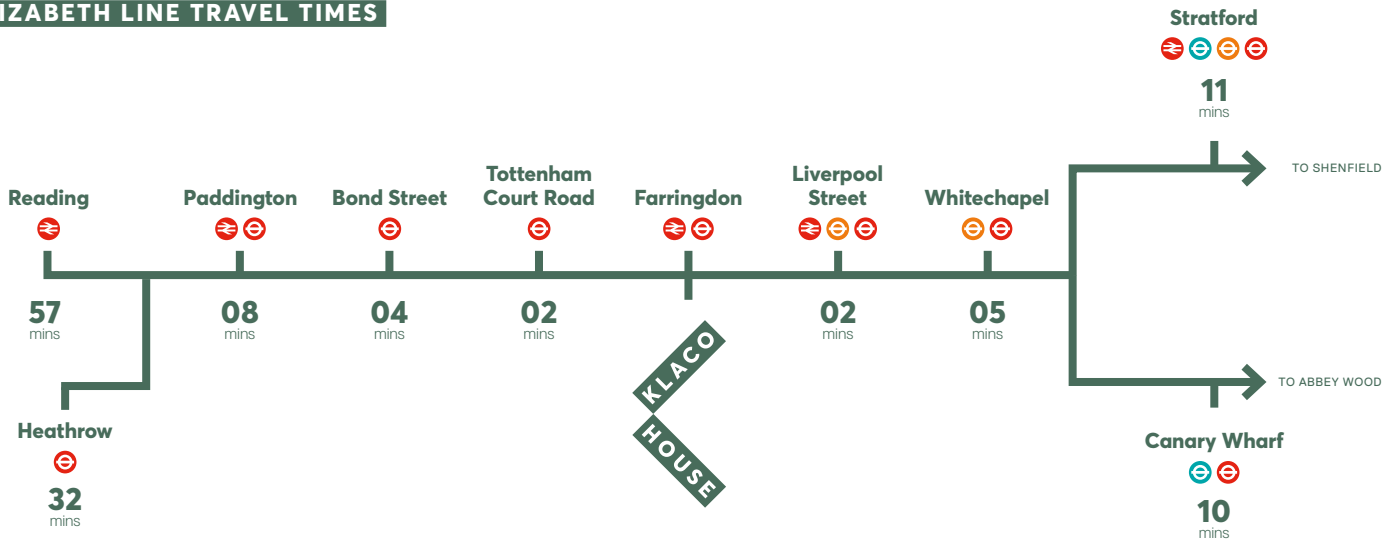 IZABETH LINE TRAVEL TIMES
Stratford
11
mins
TO SHENFIELD
Reading
Paddington
Bond Street
Tottenham
Court Road
Farringdon
Liverpool
Street
Whitechapel
57
mins
08
mins
04
mins
02
mins
02
mins
05
mins
KLACO
HOUSE
TO ABBEY WOOD
Heathrow
32
mins
Canary Wharf
10
mins